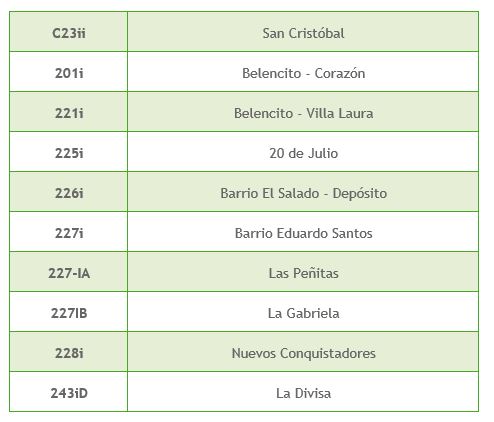 C23ii San Cristóbal
201i Belencito - Corazón
221i Belencito - Villa Laura
225i 20 de Julio
226i Barrio El Salado - Depósito
227i Barrio Eduardo Santos
227-IA Las Peñitas
227IB La Gabriela
228i Nuevos Conquistadores
243iD La Divisa